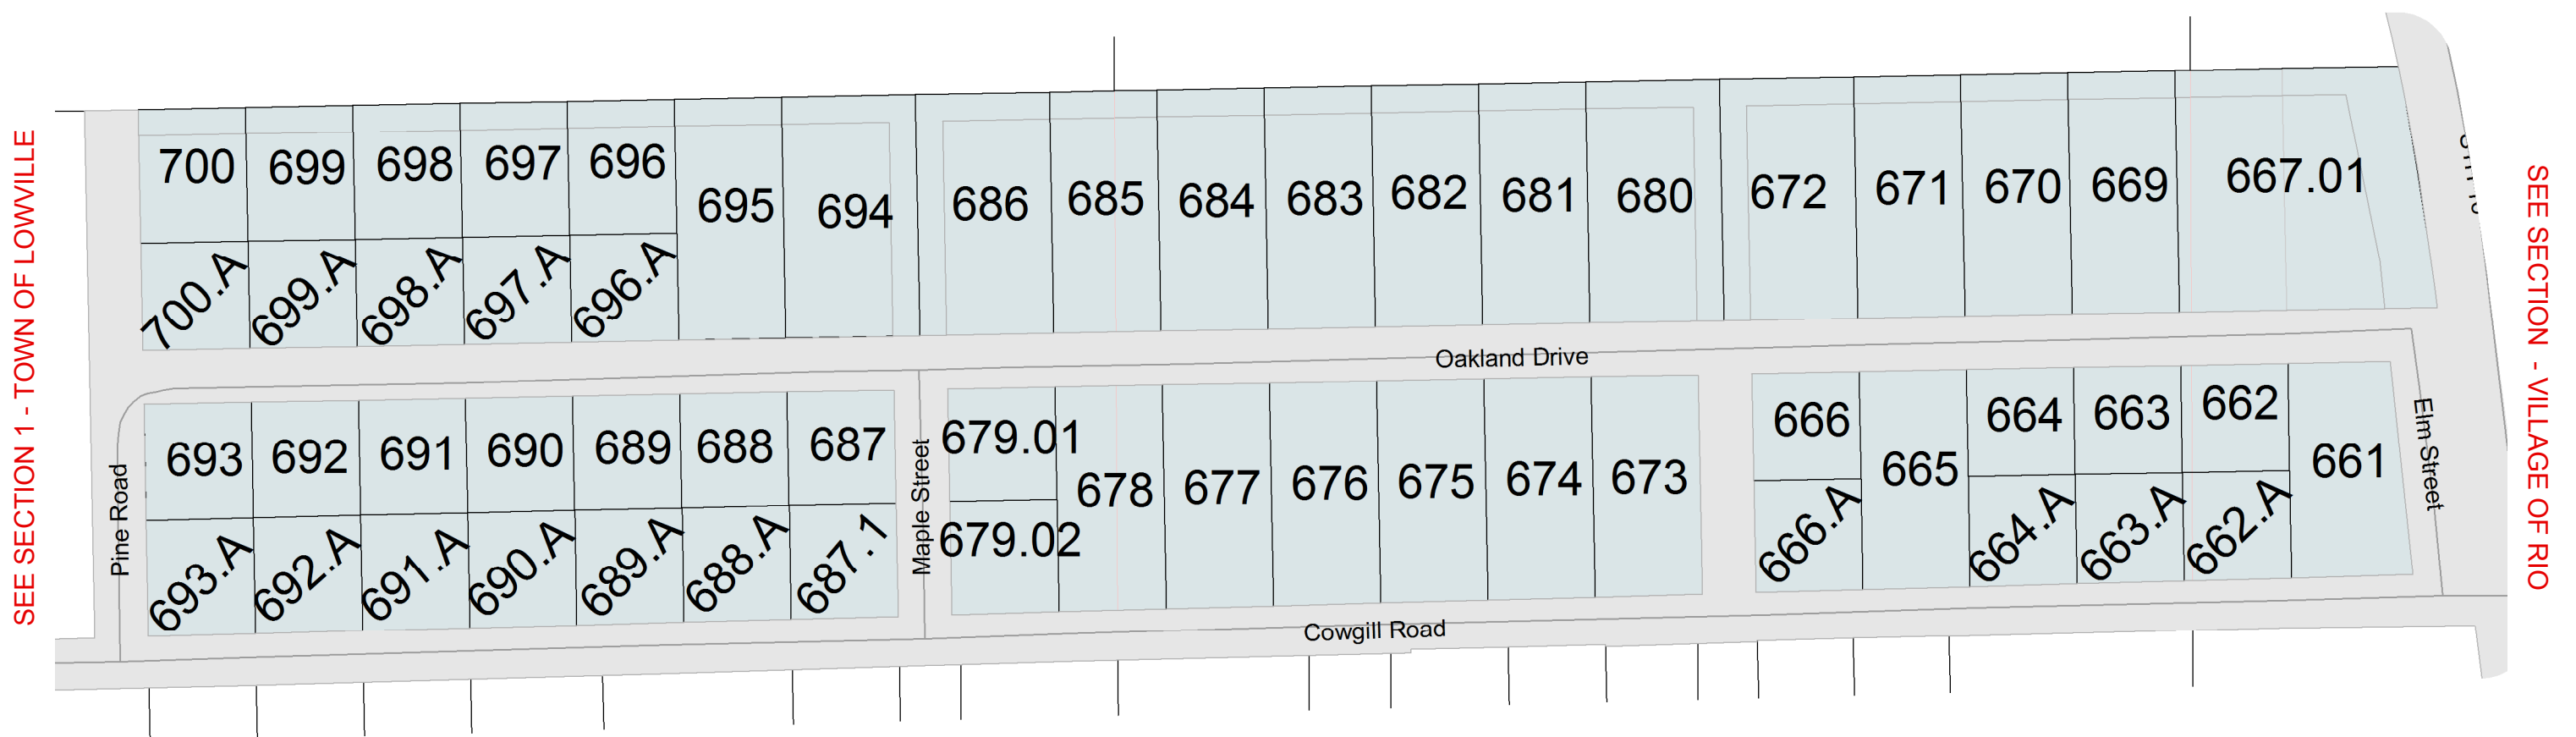 SEE SECTION 1 - TOWN OF LOWVILLE
700 699 698 697 696 695 694 686 685 684 683 682 681 680 672 671 670 669 667.01
700.A 699.A 698.A 697.A 696.A
Oakland Drive
693 692 691 690 689 688 687 679.01 678 677 676 675 674 673 666 665 664 663 662 661
693.A 692.A 691.A 690.A 689.A 688.A 687.1 679.02 666.A 664.A 663.A 662.A
Pine Road
Maple Street
Elm Street
Cowgill Road
SEE SECTION - VILLAGE OF RIO